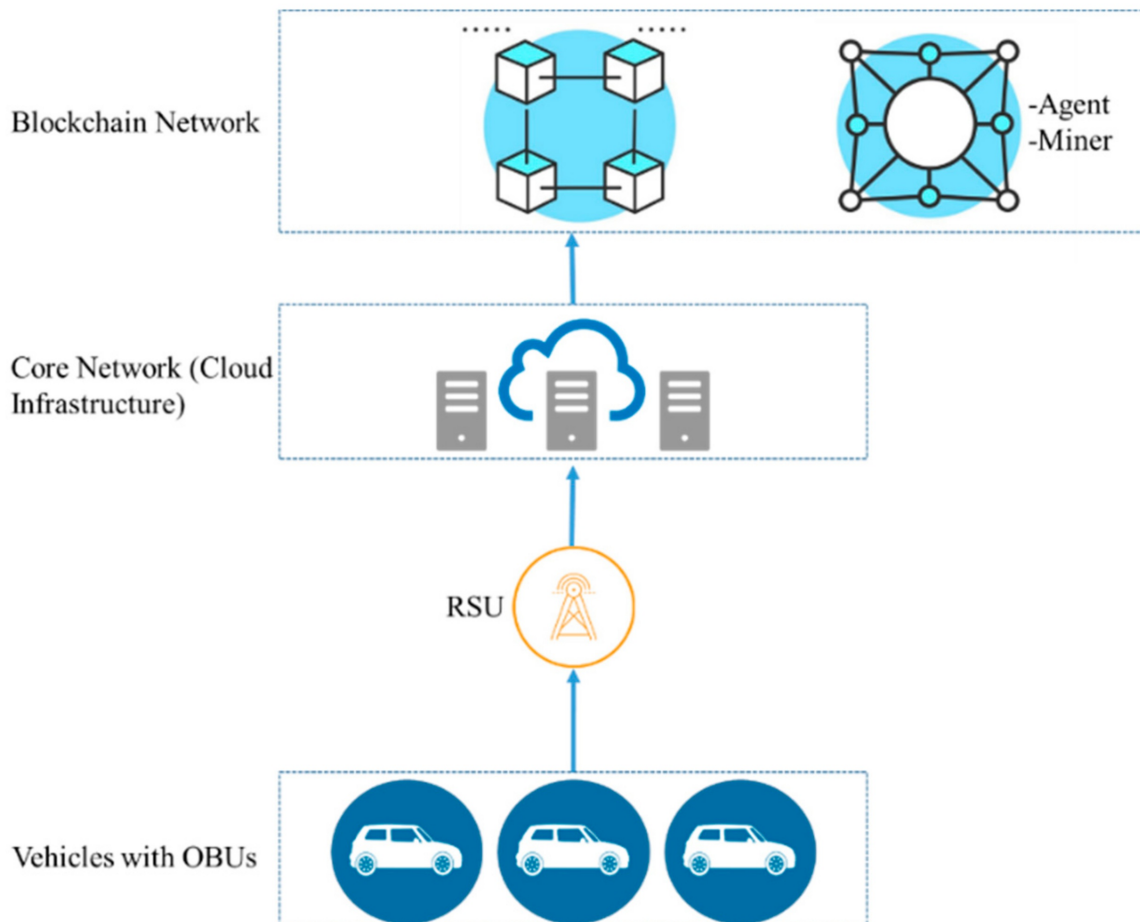 Blockchain Network
-Agent
-Miner
Core Network (Cloud
Infrastructure)
RSU
Vehicles with OBUs